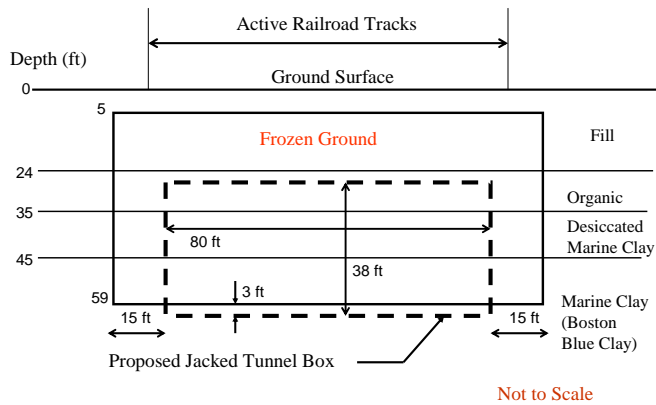 Active Railroad Tracks
Depth (ft)
Ground Surface
0
5
Frozen Ground
Fill
24
Organic
35
Desiccated
Marine Clay
80 ft
45
38 ft
3 ft
59
Marine Clay
(Boston
Blue Clay)
15 ft
15 ft
Proposed Jacked Tunnel Box
Not to Scale